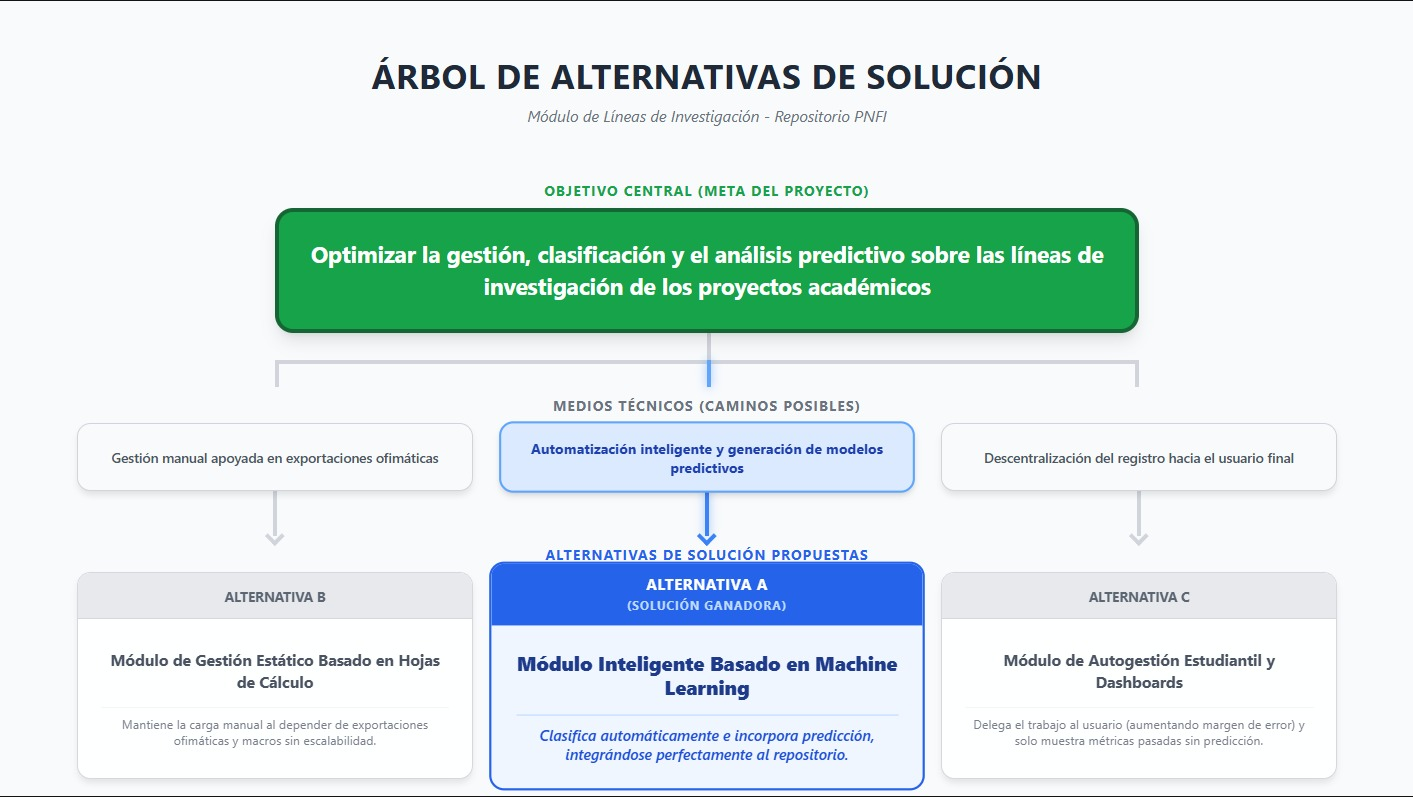 ÁRBOL DE ALTERNATIVAS DE SOLUCIÓN
Módulo de Líneas de Investigación - Repositorio PNFI
OBJETIVO CENTRAL (META DEL PROYECTO)
Optimizar la gestión, clasificación y el análisis predictivo sobre las líneas de
investigación de los proyectos académicos
MEDIOS TÉCNICOS (CAMINOS POSIBLES)
Gestión manual apoyada en exportaciones ofimáticas
Automatización inteligente y generación de modelos
predictivos
Descentralización del registro hacia el usuario final
ALTERNATIVAS DE SOLUCIÓN PROPUESTAS
ALTERNATIVA B
Módulo de Gestión Estático Basado en Hojas
de Cálculo
Mantiene la carga manual al depender de exportaciones
ofimáticas y macros sin escalabilidad.
ALTERNATIVA A
(SOLUCIÓN GANADORA)
Módulo Inteligente Basado en Machine
Learning
Clasifica automáticamente e incorpora predicción,
integrándose perfectamente al repositorio.
ALTERNATIVA C
Módulo de Autogestión Estudiantil y
Dashboards
Delega el trabajo al usuario (aumentando margen de error) y
solo muestra métricas pasadas sin predicción.